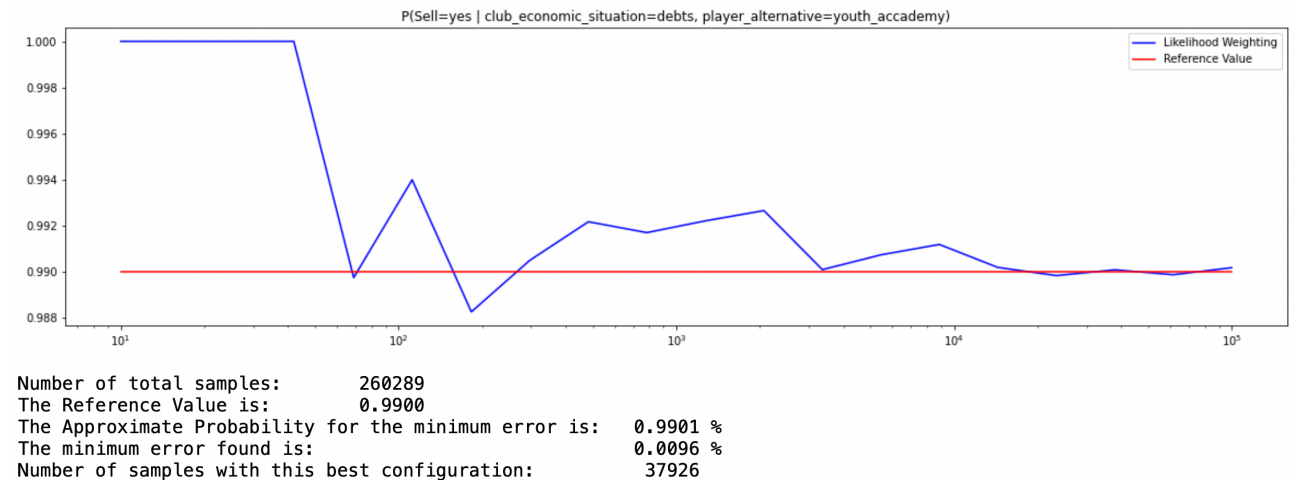 P(Sell=yes | club_economic_situation=debts, player_alternative=youth_accademy)
Likelihood Weighting
Reference Value
1.000
0.998
0.996
0.994
0.992
0.990
0.988
10¹
10²
10³
10⁴
10⁵
Number of total samples: 260289
The Reference Value is: 0.9900
The Approximate Probability for the minimum error is: 0.9901 %
The minimum error found is: 0.0096 %
Number of samples with this best configuration: 37926